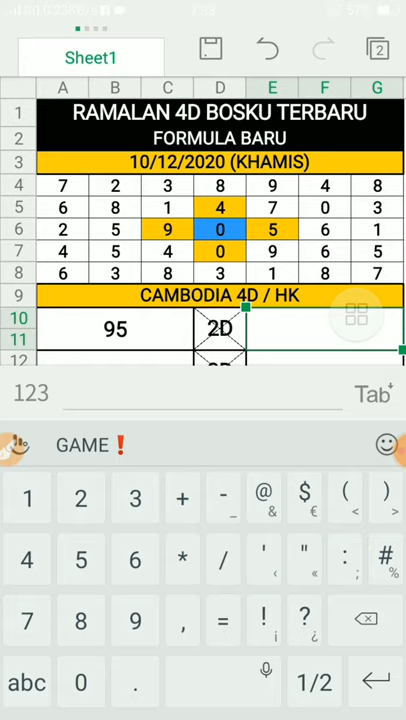 57%
Sheet1
2
A B C D E F G
1 RAMALAN 4D BOSKU TERBARU
2 FORMULA BARU
3 10/12/2020 (KHAMIS)
4 7 2 3 8 9 4 8
5 6 8 1 4 7 0 3
6 2 5 9 0 5 6 1
7 4 5 4 0 9 6 5
8 6 3 8 3 1 8 7
9 CAMBODIA 4D / HK
10
11 95 2D
12
123 Tab
GAME❗
1 2 3 + - _ @ & $ € ( < ) >
4 5 6 * / ' ‹ " « : ; # %
7 8 9 , = ! ¡ ? ¿
abc 0 . 1/2